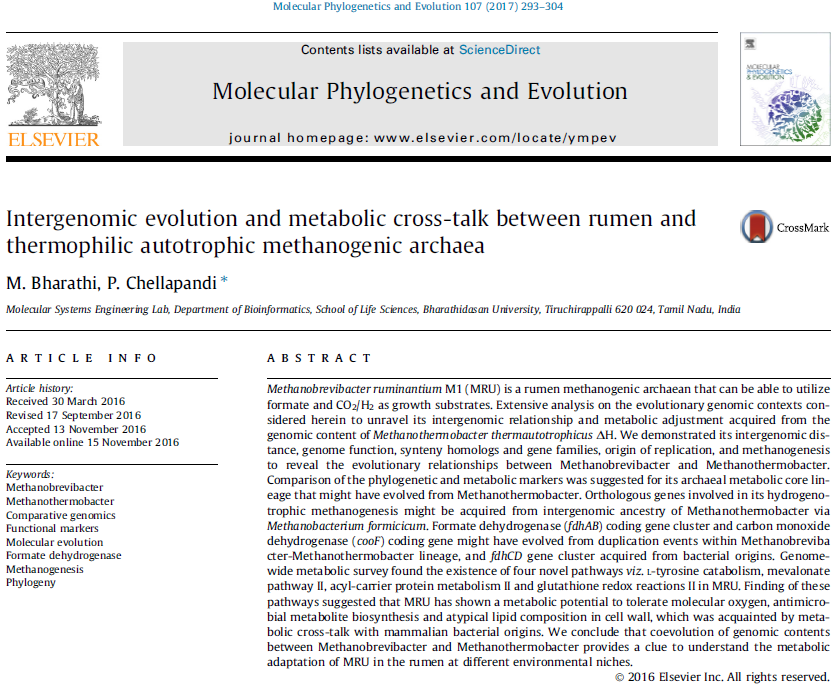 Molecular Phylogenetics and Evolution 107 (2017) 293–304
Contents lists available at ScienceDirect
Molecular Phylogenetics and Evolution
journal homepage: www.elsevier.com/locate/ympev
ELSEVIER
MOLECULAR
PHYLOGENETICS
& EVOLUTION
Intergenomic evolution and metabolic cross-talk between rumen and
thermophilic autotrophic methanogenic archaea
CrossMark
M. Bharathi, P. Chellapandi *
Molecular Systems Engineering Lab, Department of Bioinformatics, School of Life Sciences, Bharathidasan University, Tiruchirappalli 620 024, Tamil Nadu, India
ARTICLE INFO
Article history:
Received 30 March 2016
Revised 17 September 2016
Accepted 13 November 2016
Available online 15 November 2016
Keywords:
Methanobrevibacter
Methanothermobacter
Comparative genomics
Functional markers
Molecular evolution
Formate dehydrogenase
Methanogenesis
Phylogeny
ABSTRACT
Methanobrevibacter ruminantium M1 (MRU) is a rumen methanogenic archaean that can be able to utilize
formate and CO2/H2 as growth substrates. Extensive analysis on the evolutionary genomic contexts con-
sidered herein to unravel its intergenomic relationship and metabolic adjustment acquired from the
genomic content of Methanothermobacter thermautotrophicus ΔH. We demonstrated its intergenomic dis-
tance, genome function, synteny homologs and gene families, origin of replication, and methanogenesis
to reveal the evolutionary relationships between Methanobrevibacter and Methanothermobacter.
Comparison of the phylogenetic and metabolic markers was suggested for its archaeal metabolic core lin-
eage that might have evolved from Methanothermobacter. Orthologous genes involved in its hydrogeno-
trophic methanogenesis might be acquired from intergenomic ancestry of Methanothermobacter via
Methanobacterium formicicum. Formate dehydrogenase (fdhAB) coding gene cluster and carbon monoxide
dehydrogenase (cooF) coding gene might have evolved from duplication events within Methanobreviba
cter-Methanothermobacter lineage, and fdhCD gene cluster acquired from bacterial origins. Genome-
wide metabolic survey found the existence of four novel pathways viz. L-tyrosine catabolism, mevalonate
pathway II, acyl-carrier protein metabolism II and glutathione redox reactions II in MRU. Finding of these
pathways suggested that MRU has shown a metabolic potential to tolerate molecular oxygen, antimicro-
bial metabolite biosynthesis and atypical lipid composition in cell wall, which was acquainted by meta-
bolic cross-talk with mammalian bacterial origins. We conclude that coevolution of genomic contents
between Methanobrevibacter and Methanothermobacter provides a clue to understand the metabolic
adaptation of MRU in the rumen at different environmental niches.
© 2016 Elsevier Inc. All rights reserved.